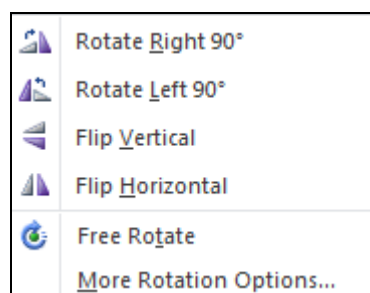 Rotate Right 90°
Rotate Left 90°
Flip Vertical
Flip Horizontal
Free Rotate
More Rotation Options...